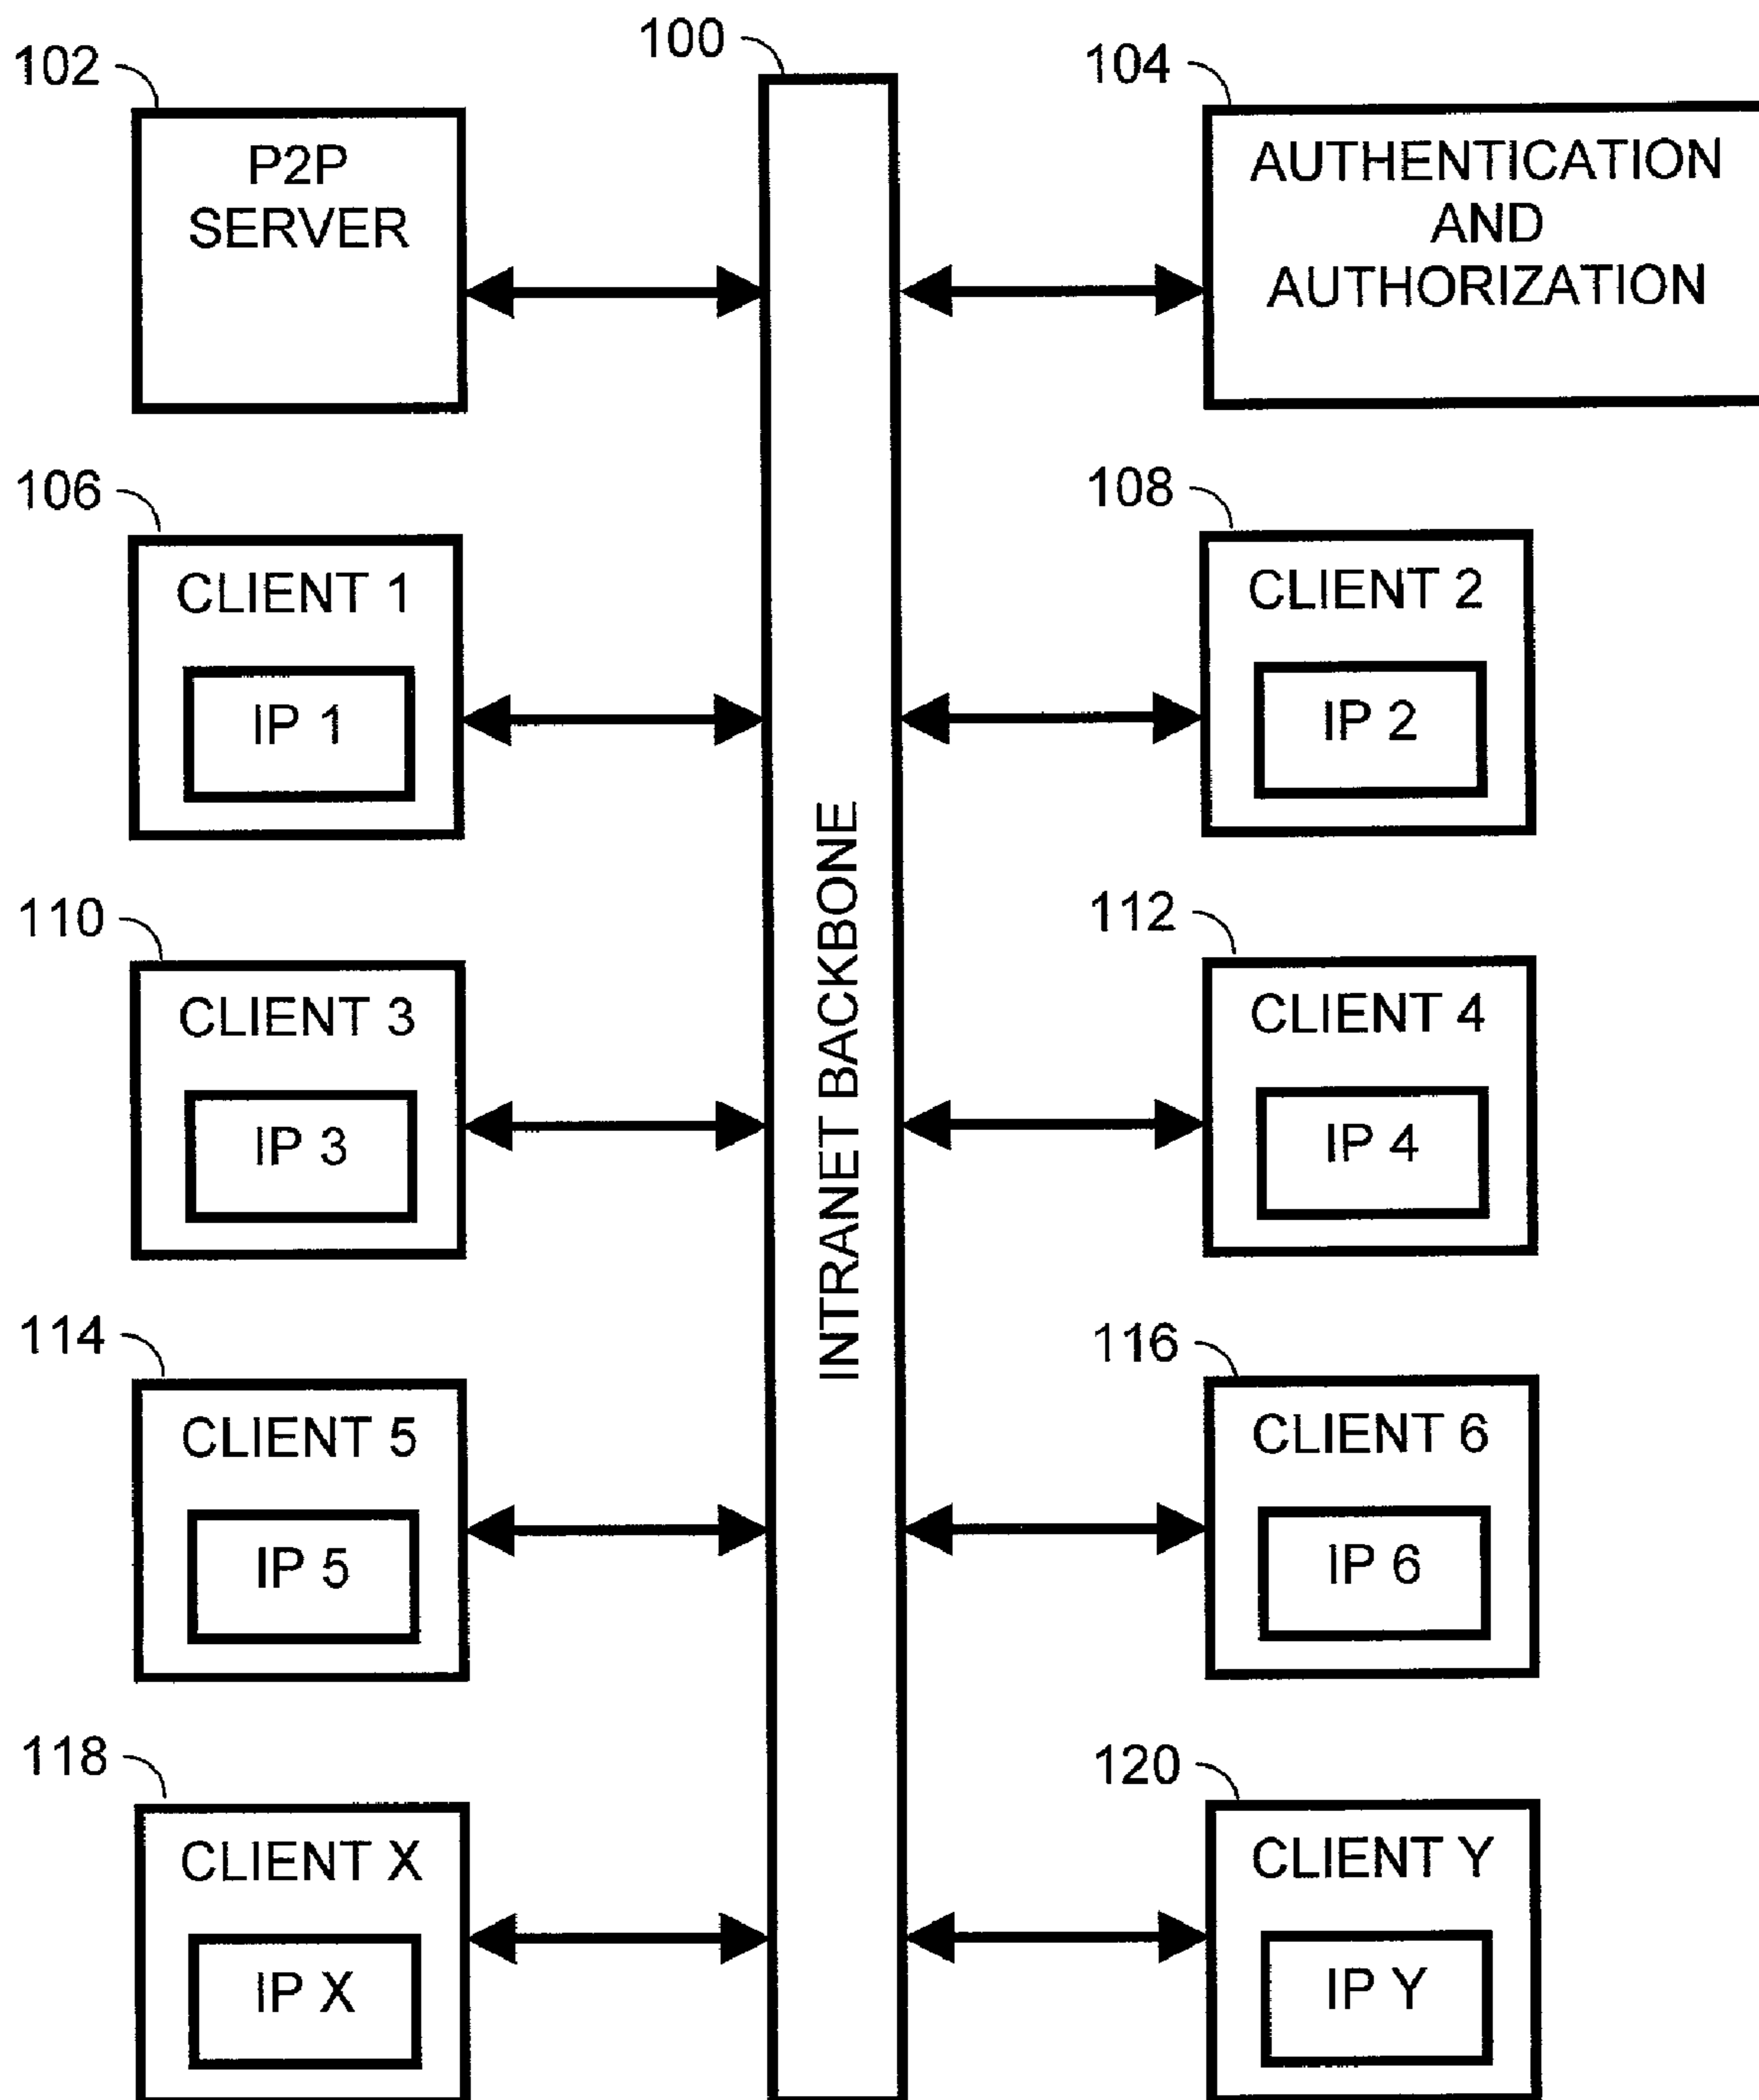 100
102
104
P2P
SERVER
AUTHENTICATION
AND
AUTHORIZATION
106
108
CLIENT 1
IP 1
CLIENT 2
IP 2
INTRANET BACKBONE
110
112
CLIENT 3
IP 3
CLIENT 4
IP 4
114
116
CLIENT 5
IP 5
CLIENT 6
IP 6
118
120
CLIENT X
IP X
CLIENT Y
IP Y